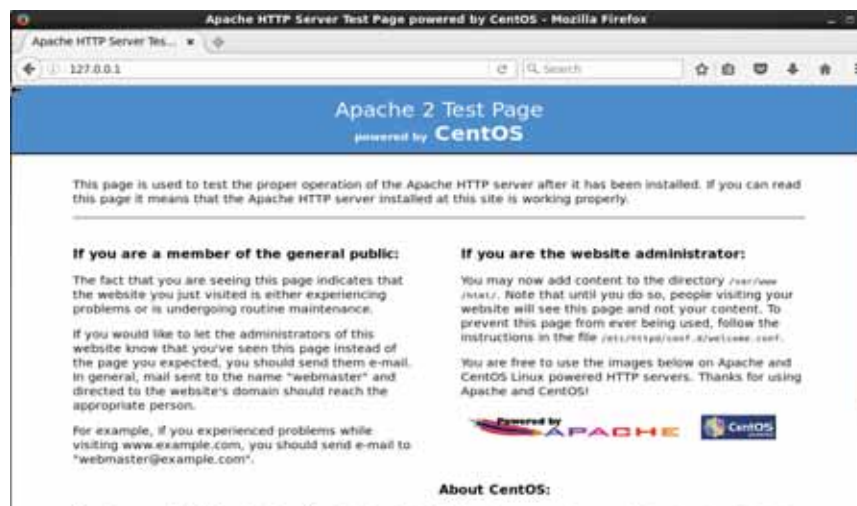 Apache HTTP Server Test Page powered by CentOS - Mozilla Firefox
Apache HTTP Server Tes...
127.0.0.1
Search
Apache 2 Test Page
powered by CentOS
This page is used to test the proper operation of the Apache HTTP server after it has been installed. If you can read
this page it means that the Apache HTTP server installed at this site is working properly.
If you are a member of the general public:
The fact that you are seeing this page indicates that
the website you just visited is either experiencing
problems or is undergoing routine maintenance.
If you would like to let the administrators of this
website know that you've seen this page instead of
the page you expected, you should send them e-mail.
In general, mail sent to the name "webmaster" and
directed to the website's domain should reach the
appropriate person.
For example, if you experienced problems while
visiting www.example.com, you should send e-mail to
"webmaster@example.com".
If you are the website administrator:
You may now add content to the directory /var/www
/html/. Note that until you do so, people visiting your
website will see this page and not your content. To
prevent this page from ever being used, follow the
instructions in the file /etc/httpd/conf.d/welcome.conf.
You are free to use the images below on Apache and
CentOS Linux powered HTTP servers. Thanks for using
Apache and CentOS!
Powered by
APACHE
CentOS
About CentOS: